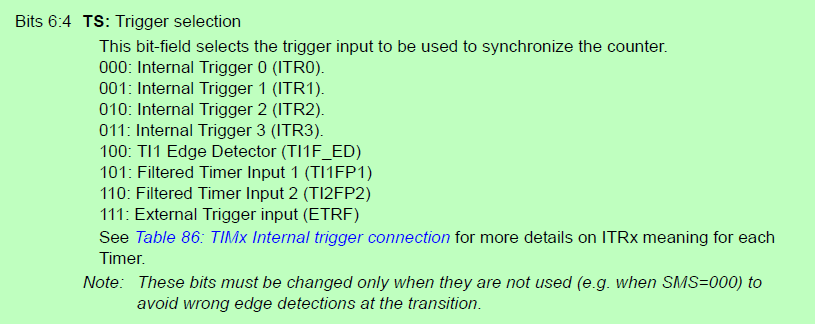 Bits 6:4 TS: Trigger selection
This bit-field selects the trigger input to be used to synchronize the counter.
000: Internal Trigger 0 (ITR0).
001: Internal Trigger 1 (ITR1).
010: Internal Trigger 2 (ITR2).
011: Internal Trigger 3 (ITR3).
100: TI1 Edge Detector (TI1F_ED)
101: Filtered Timer Input 1 (TI1FP1)
110: Filtered Timer Input 2 (TI2FP2)
111: External Trigger input (ETRF)
See Table 86: TIMx Internal trigger connection for more details on ITRx meaning for each
Timer.
Note: These bits must be changed only when they are not used (e.g. when SMS=000) to
avoid wrong edge detections at the transition.